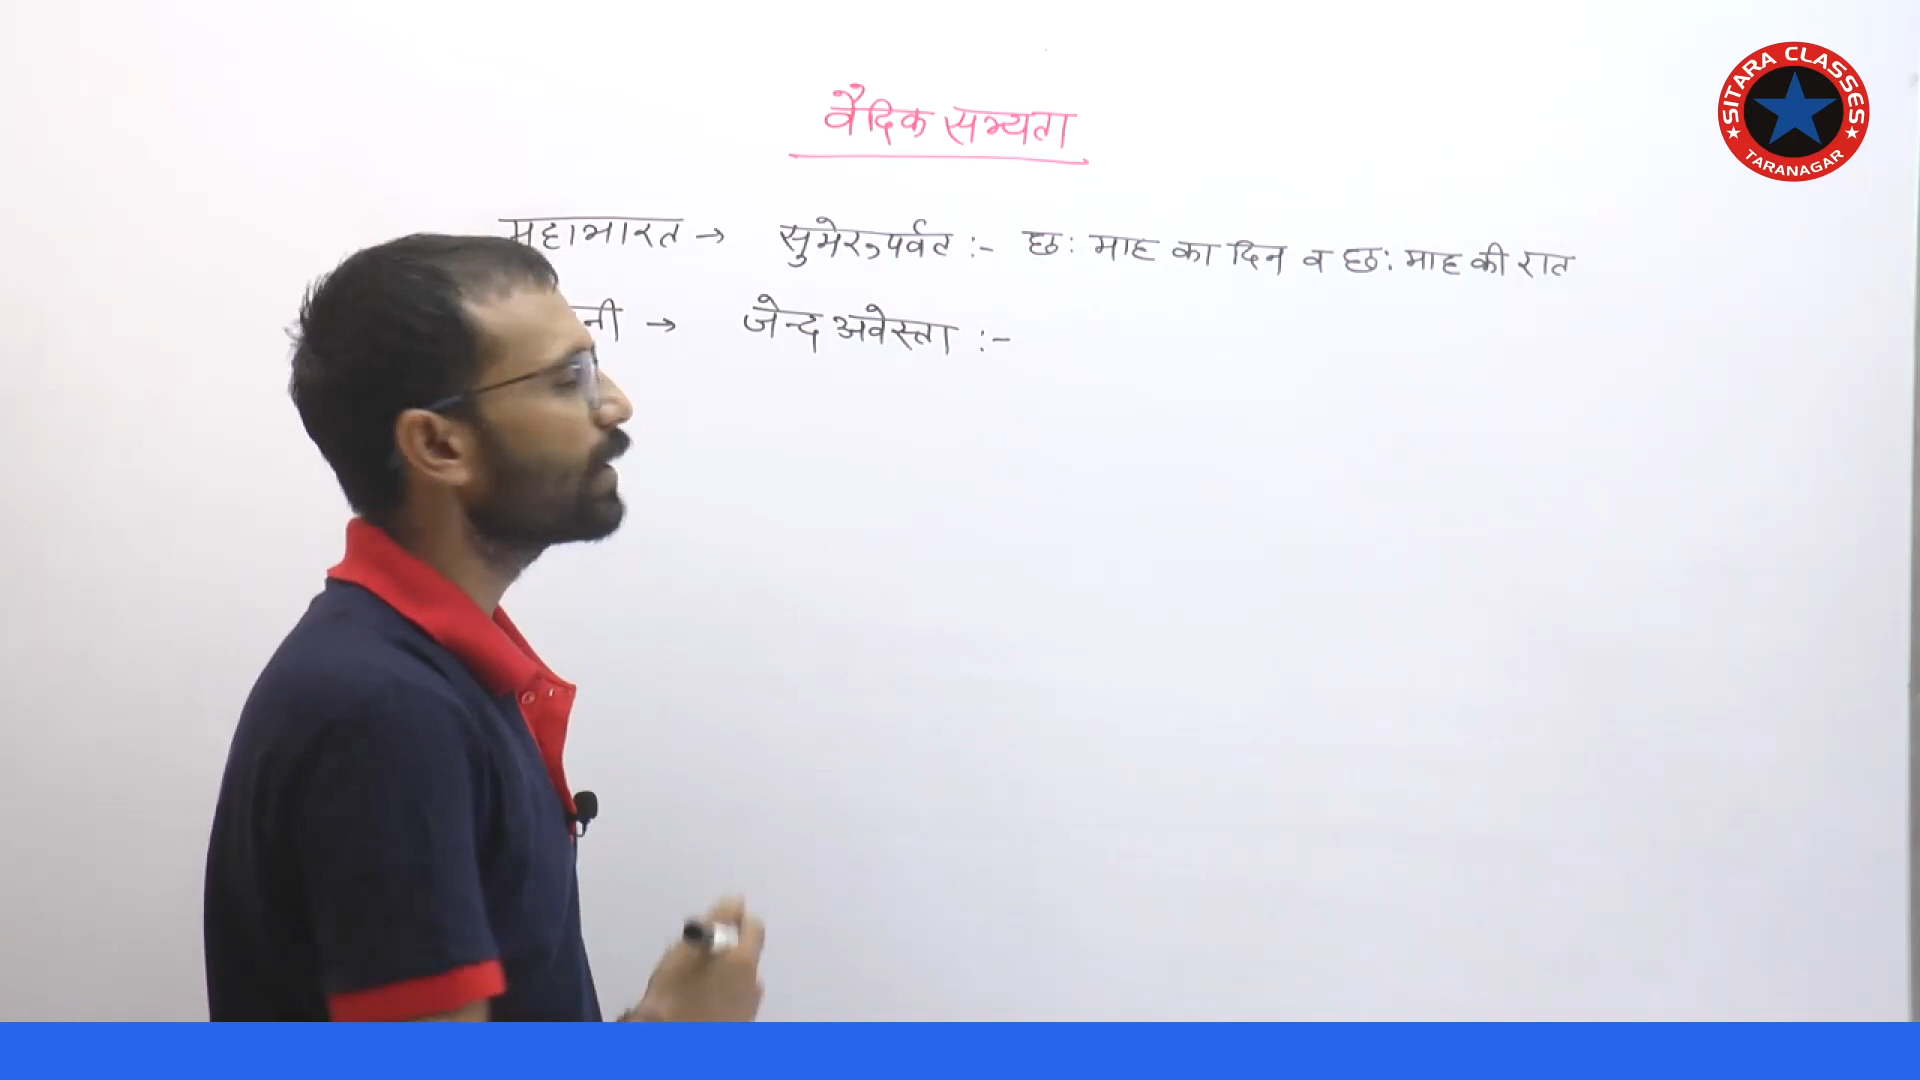 वैदिक सभ्यता
महाभारत → सुमेरु पर्वत :- छः माह का दिन व छः माह की रात
नी → जेन्द अवेस्ता :-
SITARA CLASSES
TARANAGAR